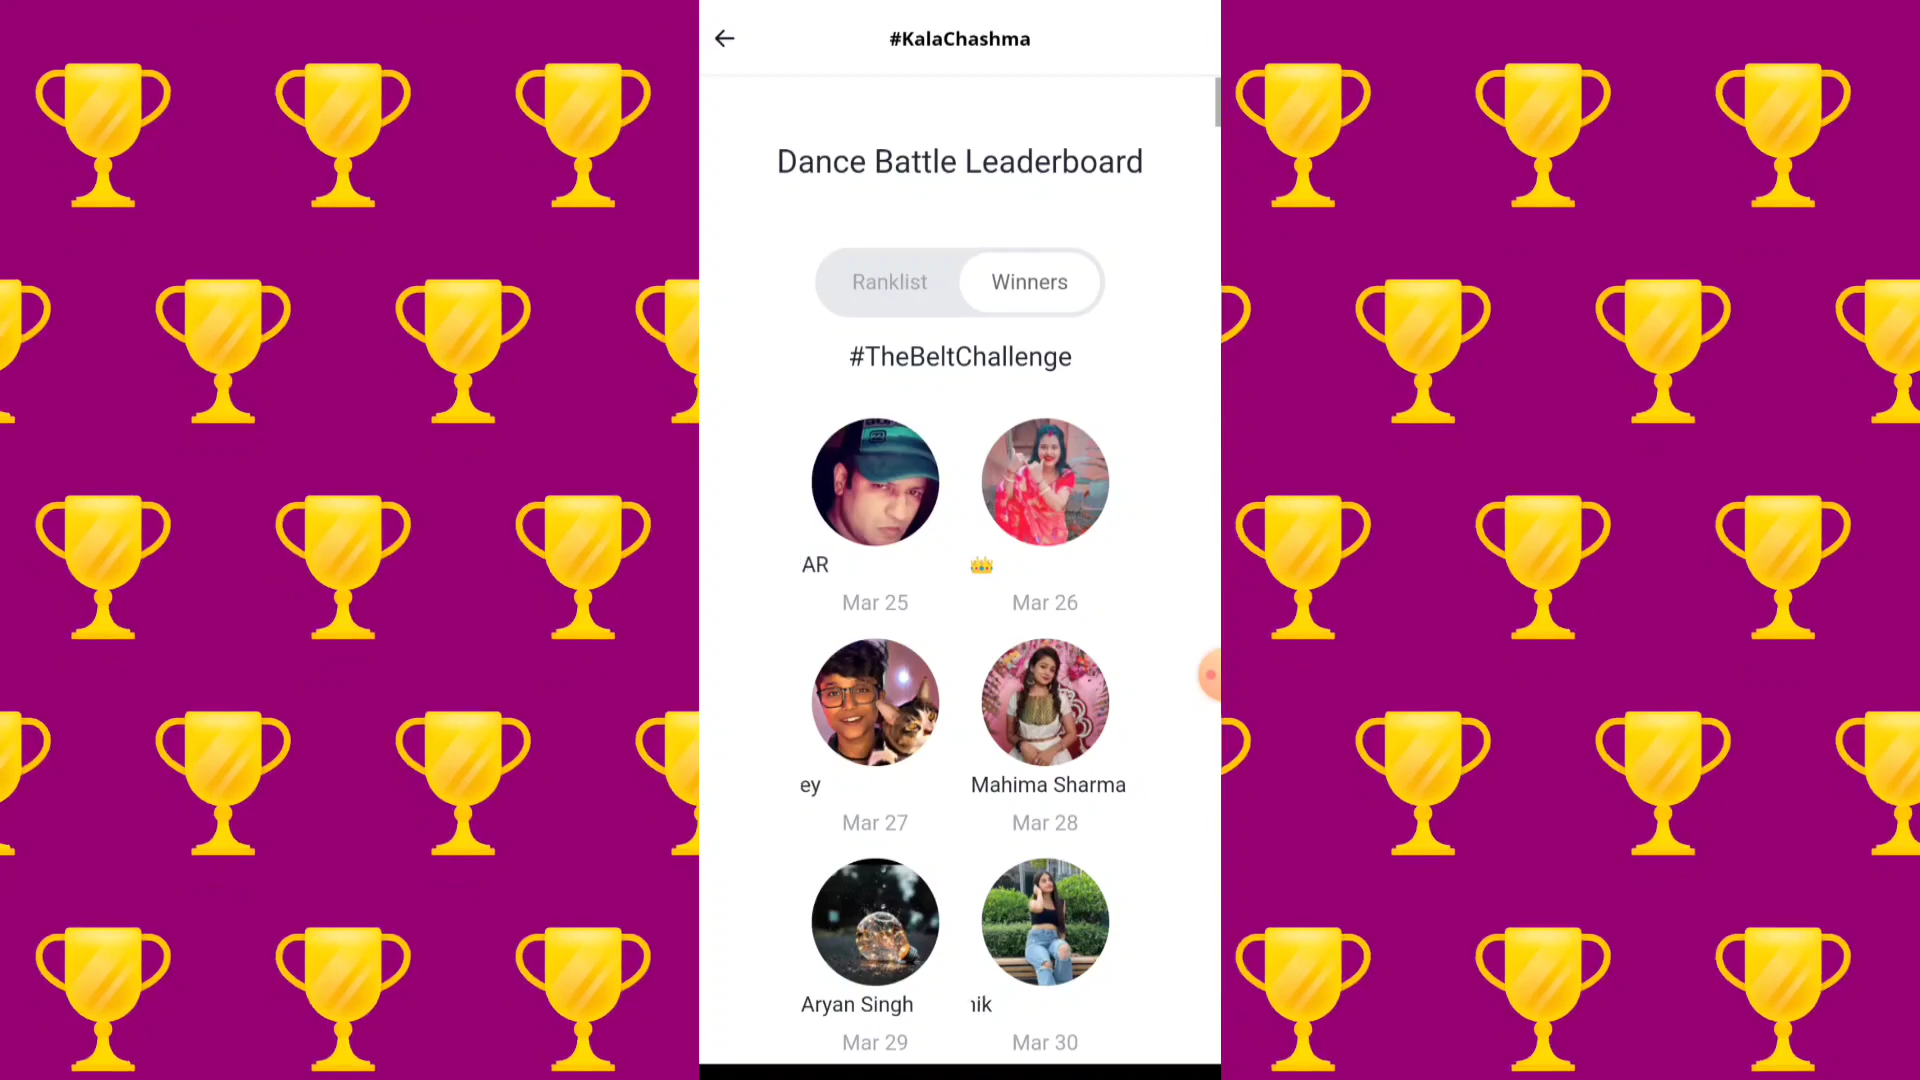 #KalaChashma
Dance Battle Leaderboard
Ranklist Winners
#TheBeltChallenge
AR 👑
Mar 25 Mar 26
ey Mahima Sharma
Mar 27 Mar 28
Aryan Singh
Mar 29 Mar 30